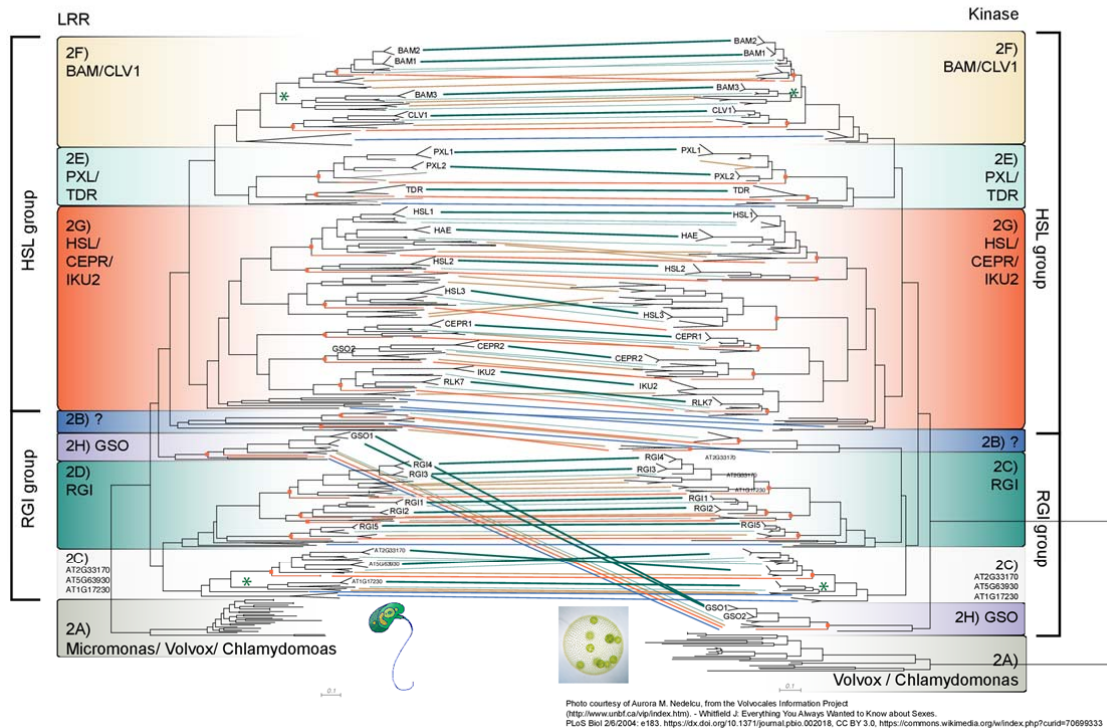 LRR
Kinase
HSL group
RGI group
2F)
BAM/CLV1
2E)
PXL/
TDR
2G)
HSL/
CEPR/
IKU2
2B) ?
2H) GSO
2D)
RGI
2C)
AT2G33170
AT5G63930
AT1G17230
2A)
Micromonas/ Volvox/ Chlamydomoas
BAM2
BAM1
BAM3
CLV1
PXL1
PXL2
TDR
HSL1
HAE
HSL2
HSL3
CEPR1
GSO2
CEPR2
IKU2
RLK7
GSO1
RGI4
RGI3
RGI1
RGI2
RGI5
AT2G33170
AT5G63930
AT1G17230
0.1
BAM2
BAM1
BAM3
CLV1
PXL1
PXL2
TDR
HSL1
HAE
HSL2
HSL3
CEPR1
CEPR2
IKU2
RLK7
RGI4
AT2G33170
RGI3
AT2G33170
AT1G17230
RGI1
RGI2
RGI5
GSO1
GSO2
0.1
2F)
BAM/CLV1
2E)
PXL/
TDR
2G)
HSL/
CEPR/
IKU2
2B) ?
2C)
RGI
2C)
AT2G33170
AT5G63930
AT1G17230
2H) GSO
2A)
Volvox / Chlamydomonas
HSL group
RGI group
Photo courtesy of Aurora M. Nedelcu, from the Volvocales Information Project
(http://www.unbf.ca/vip/index.htm). - Whitfield J: Everything You Always Wanted to Know about Sexes.
PLoS Biol 2/6/2004: e183. https://dx.doi.org/10.1371/journal.pbio.0020183, CC BY 3.0, https://commons.wikimedia.org/w/index.php?curid=7069933